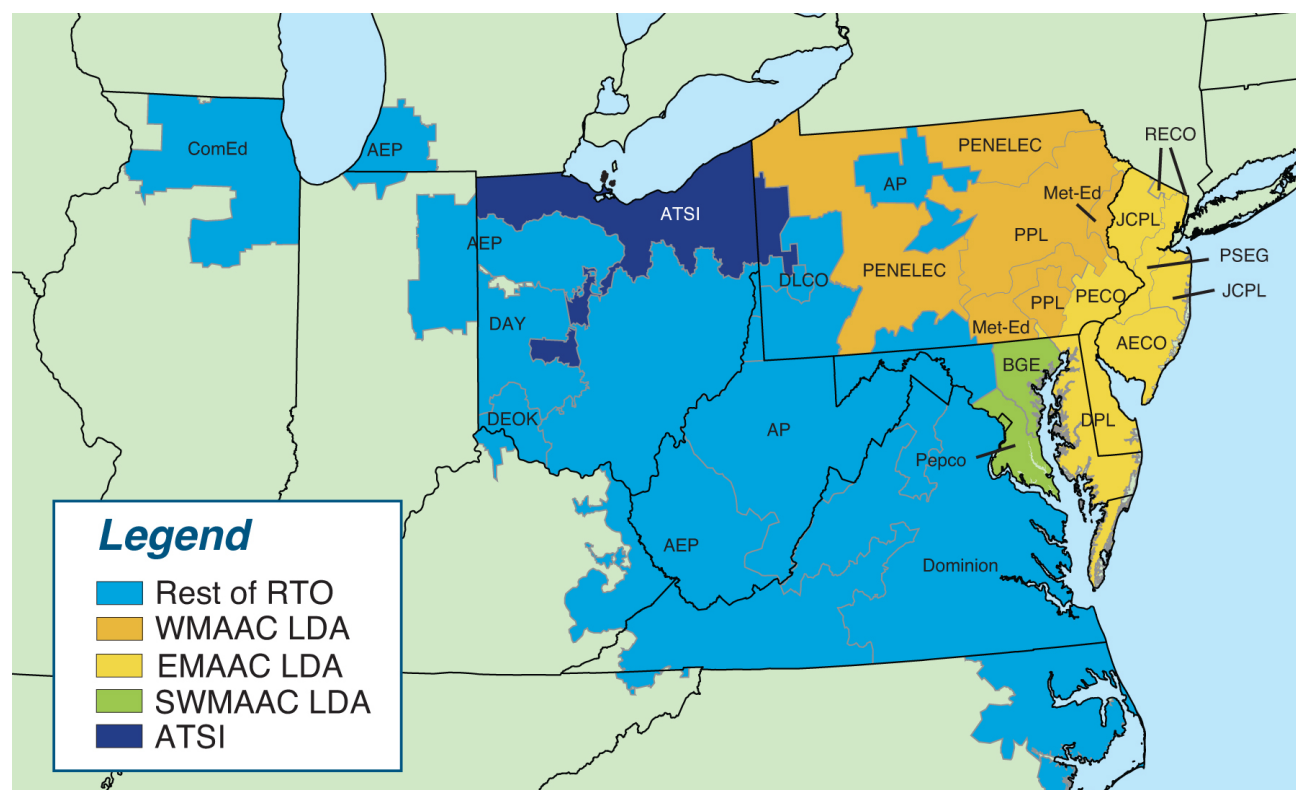 RECO
ComEd
AEP
PENELEC
AP
Met-Ed
ATSI
JCPL
AEP
PPL
PSEG
PENELEC
DLCO
JCPL
PECO
PPL
DAY
Met-Ed
AECO
BGE
DEOK
DPL
AP
Pepco
AEP
Dominion
Legend
Rest of RTO
WMAAC LDA
EMAAC LDA
SWMAAC LDA
ATSI